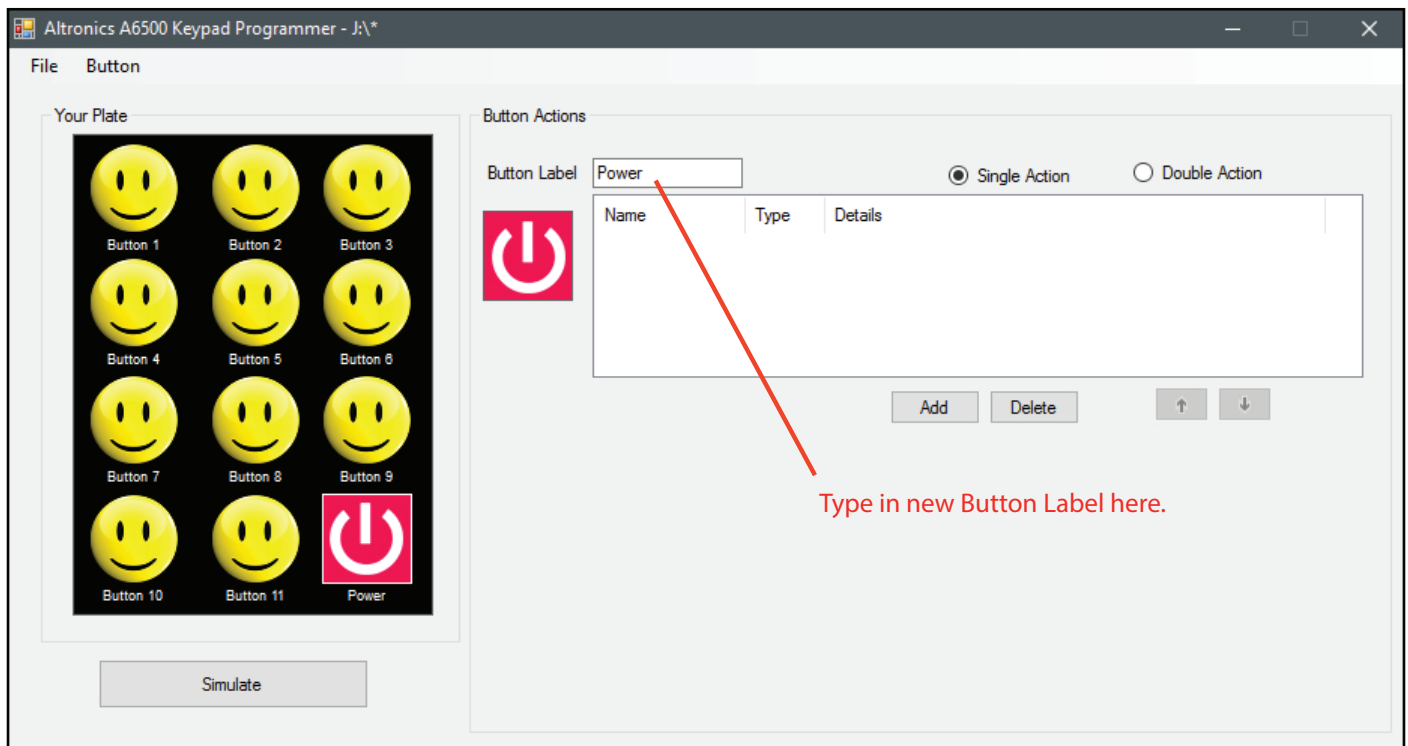 Altronics A6500 Keypad Programmer - J:\*
File Button
Your Plate
Button 1 Button 2 Button 3
Button 4 Button 5 Button 6
Button 7 Button 8 Button 9
Button 10 Button 11 Power
Simulate
Button Actions
Button Label Power Single Action Double Action
Name Type Details
Add Delete
Type in new Button Label here.